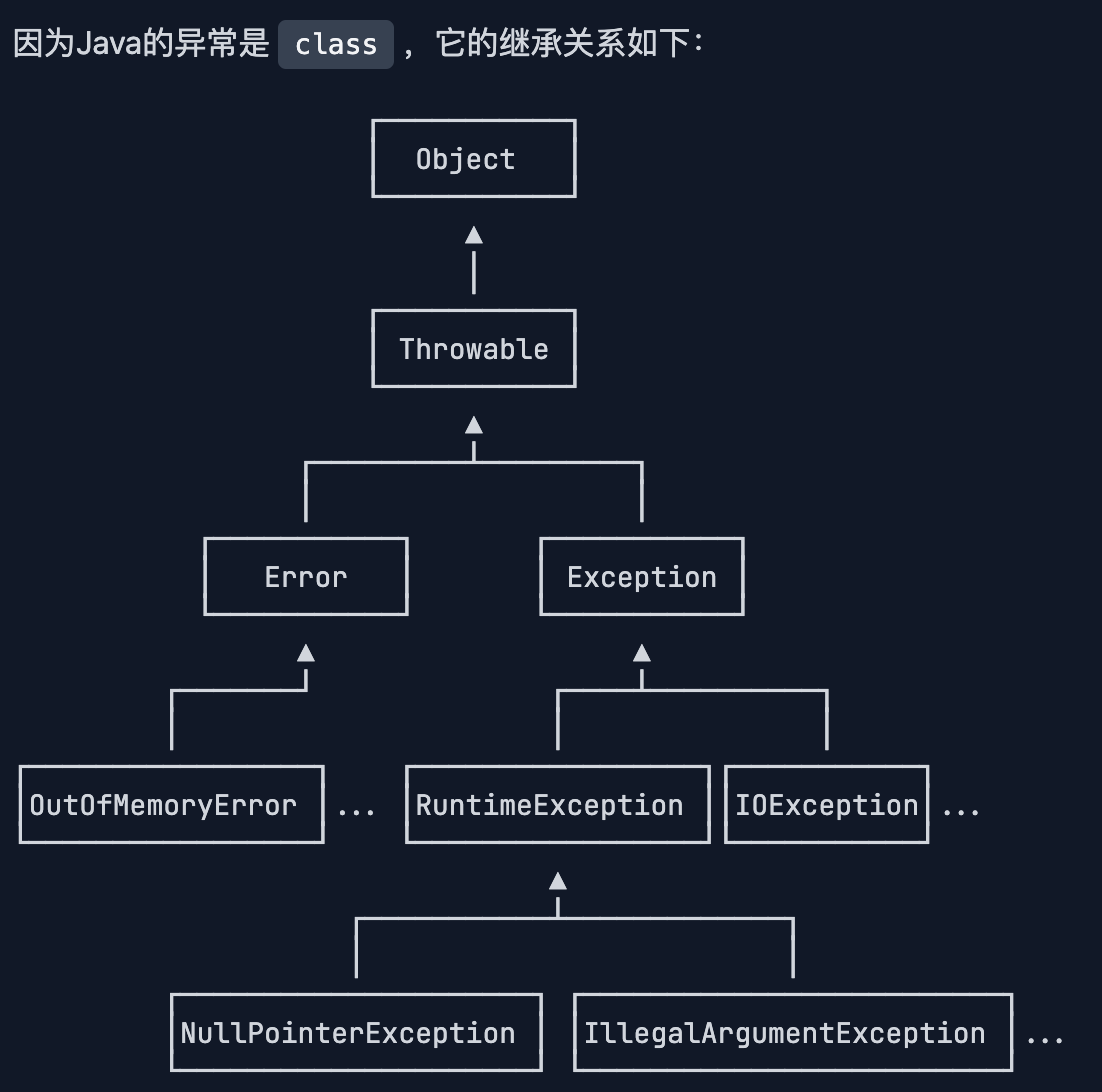 因为Java的异常是 class ，它的继承关系如下：
Object
Throwable
Error Exception
OutOfMemoryError ... RuntimeException IOException ...
NullPointerException IllegalArgumentException ...